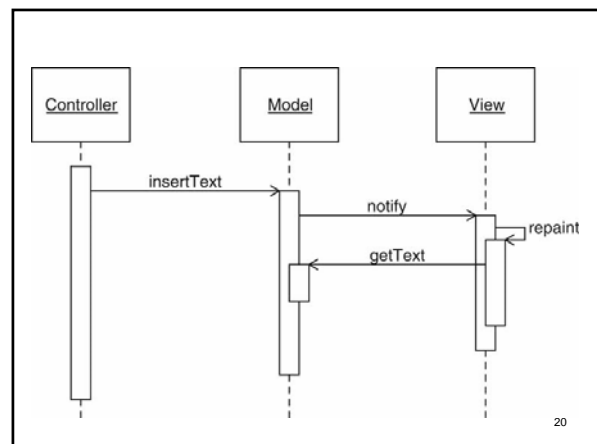 Controller
Model
View
insertText
notify
repaint
getText
20